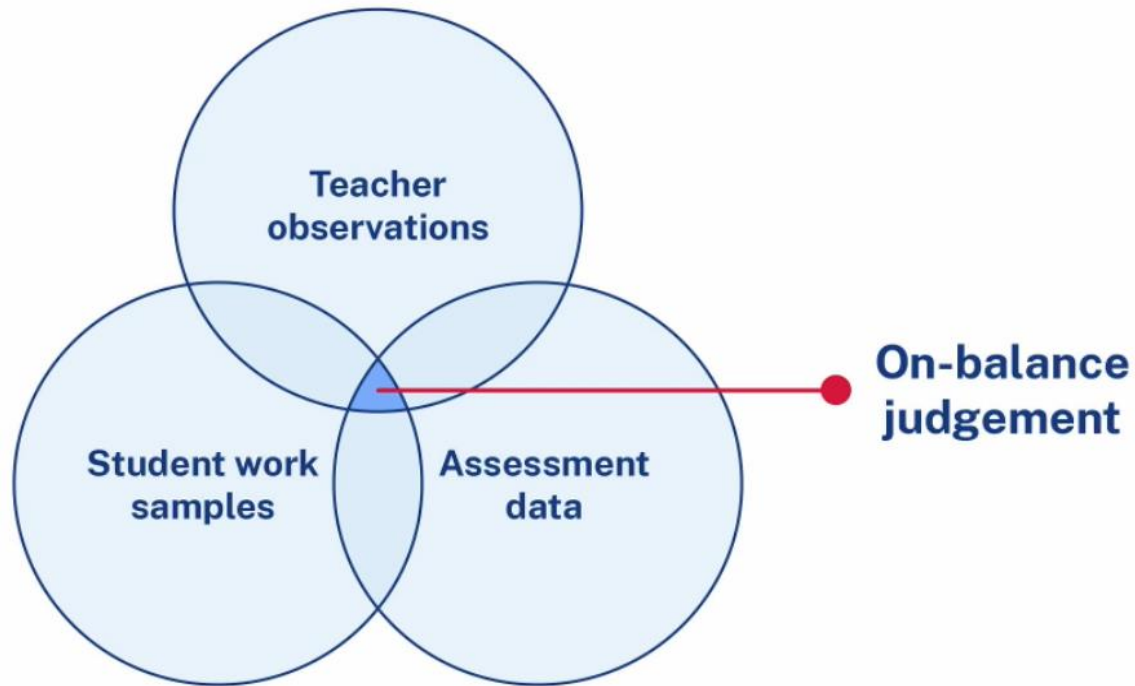 Teacher
observations
On-balance
judgement
Student work
samples
Assessment
data